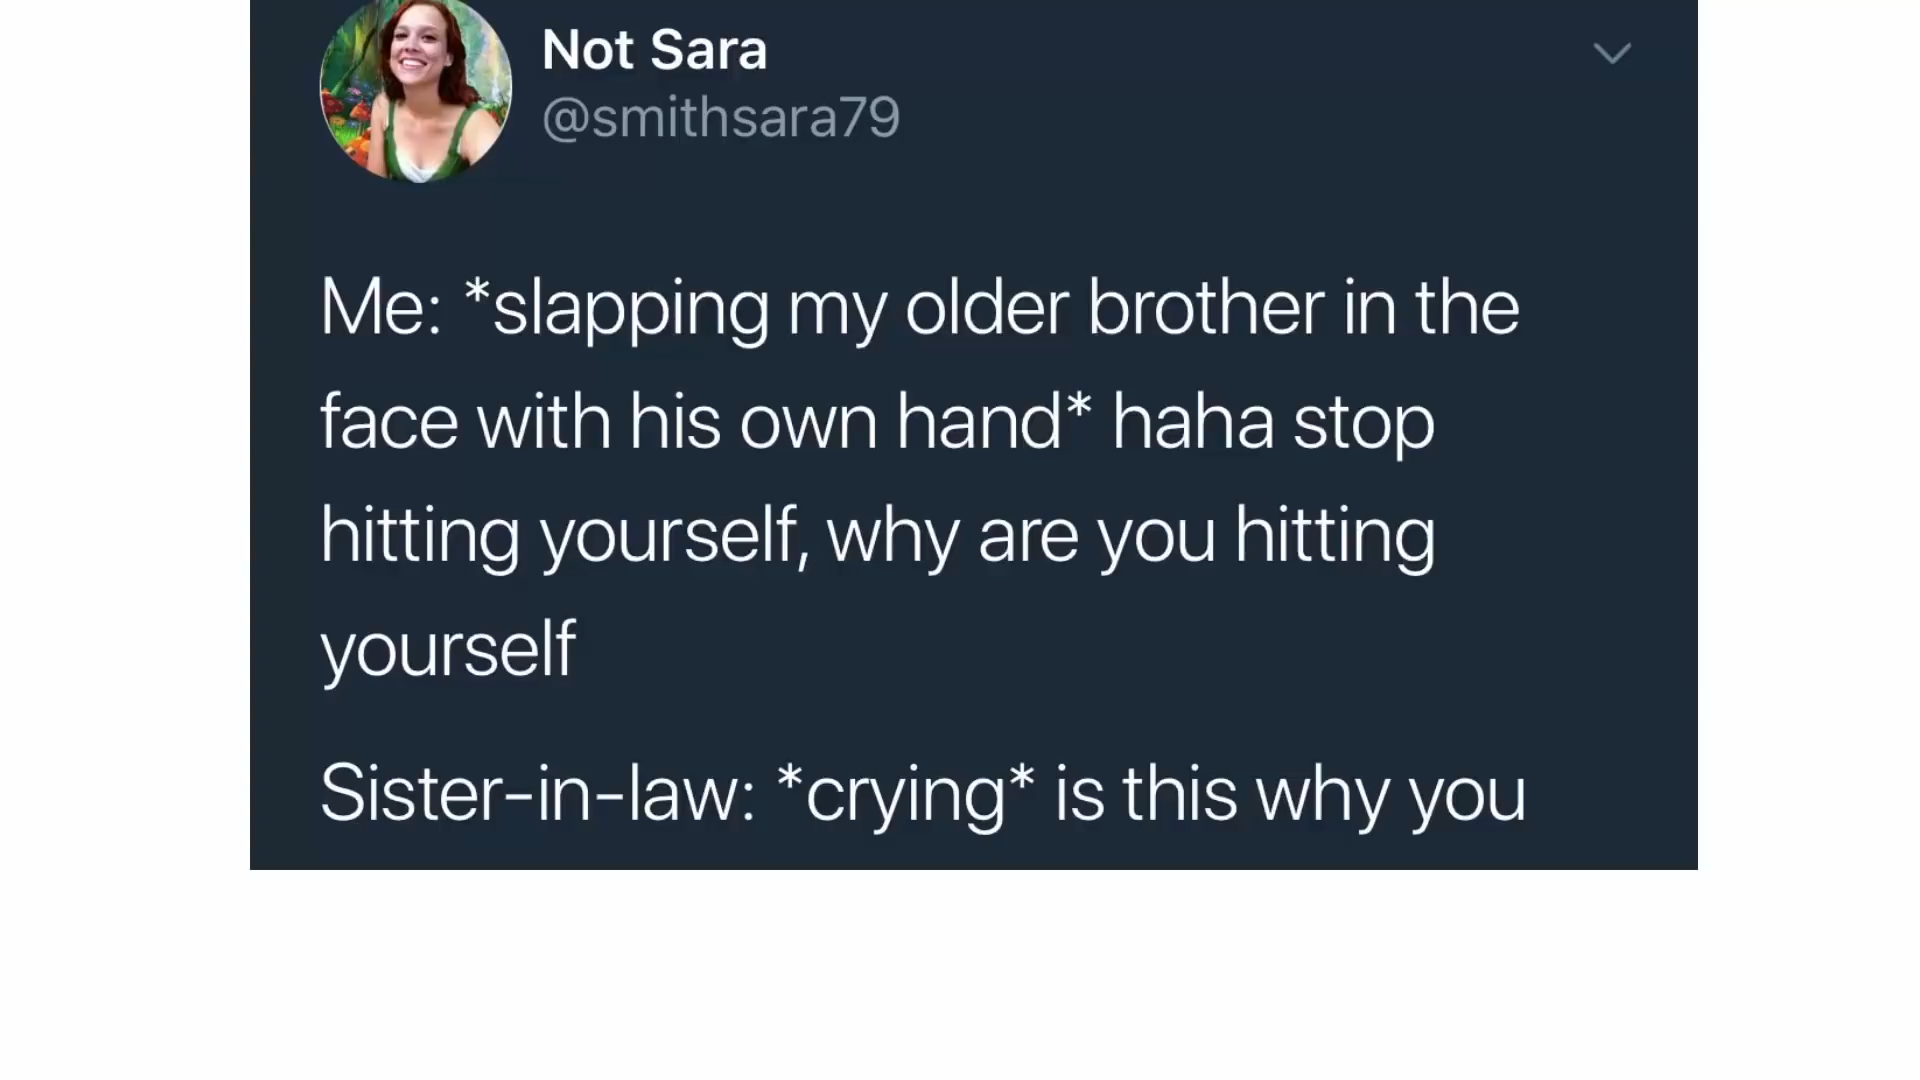 Not Sara
@smithsara79
Me: *slapping my older brother in the
face with his own hand* haha stop
hitting yourself, why are you hitting
yourself
Sister-in-law: *crying* is this why you